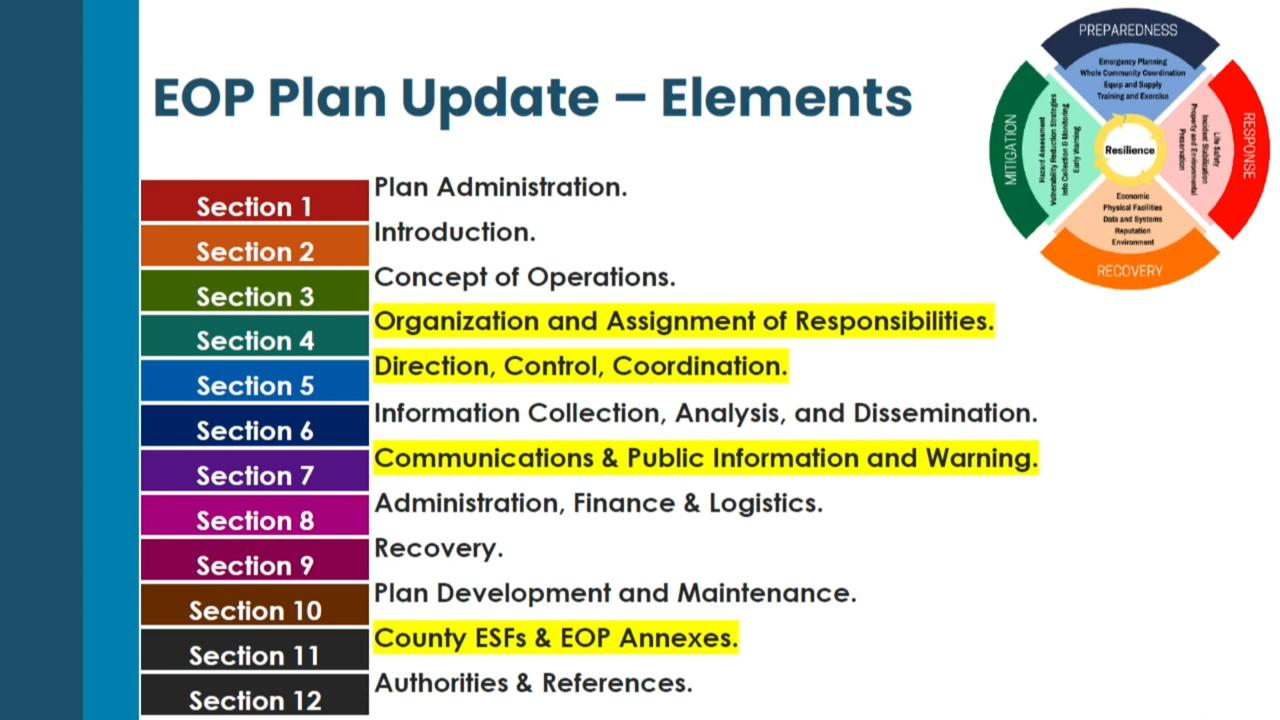 EOP Plan Update – Elements
Section 1
Plan Administration.
Section 2
Introduction.
Section 3
Concept of Operations.
Section 4
Organization and Assignment of Responsibilities.
Section 5
Direction, Control, Coordination.
Section 6
Information Collection, Analysis, and Dissemination.
Section 7
Communications & Public Information and Warning.
Section 8
Administration, Finance & Logistics.
Section 9
Recovery.
Section 10
Plan Development and Maintenance.
Section 11
County ESFs & EOP Annexes.
Section 12
Authorities & References.
PREPAREDNESS
Emergency Planning
Whole Community Coordination
Equip and Supply
Training and Exercise
RESPONSE
Life Safety
Incident Stabilization
Property and Environmental
Preservation
RECOVERY
Economic
Physical Facilities
Data and Systems
Reputation
Environment
MITIGATION
Hazard Assessment
Vulnerability Reduction Strategies
Info Collection & Monitoring
Early Warning
Resilience